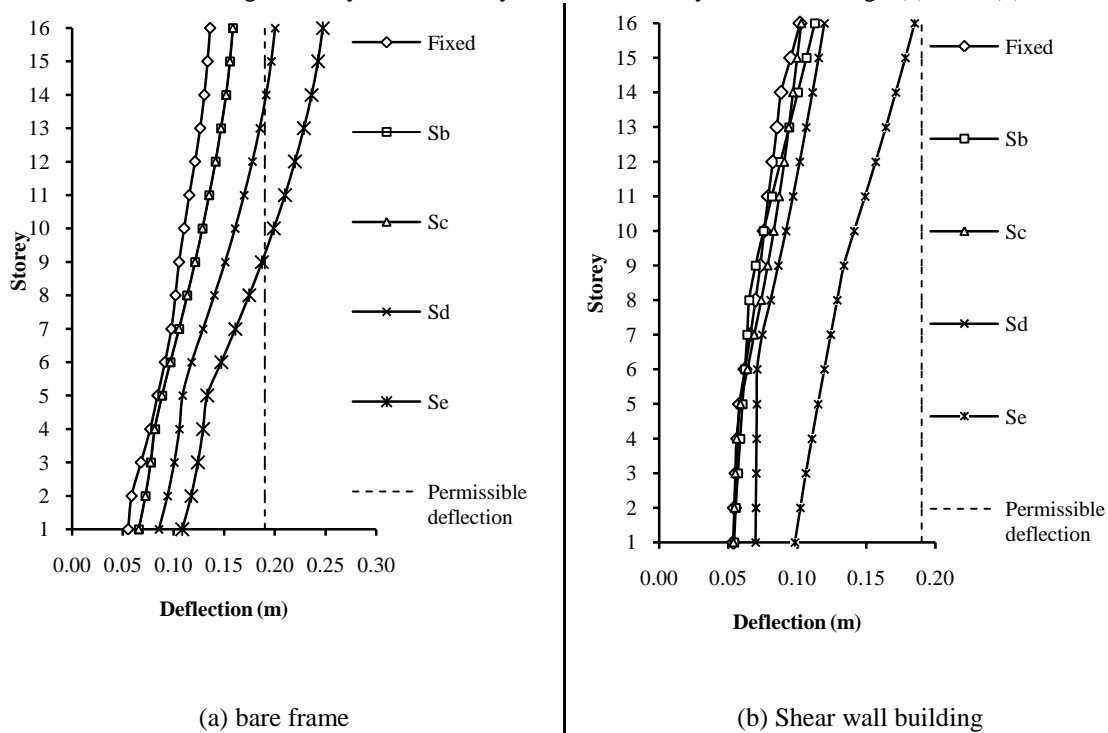 16
15
14
13
12
11
10
9
8
7
6
5
4
3
2
1
Storey
0.00 0.05 0.10 0.15 0.20 0.25 0.30
Deflection (m)
Fixed
Sb
Sc
Sd
Se
Permissible
deflection
(a) bare frame
16
15
14
13
12
11
10
9
8
7
6
5
4
3
2
1
Storey
0.00 0.05 0.10 0.15 0.20
Deflection (m)
Fixed
Sb
Sc
Sd
Se
Permissible
deflection
(b) Shear wall building